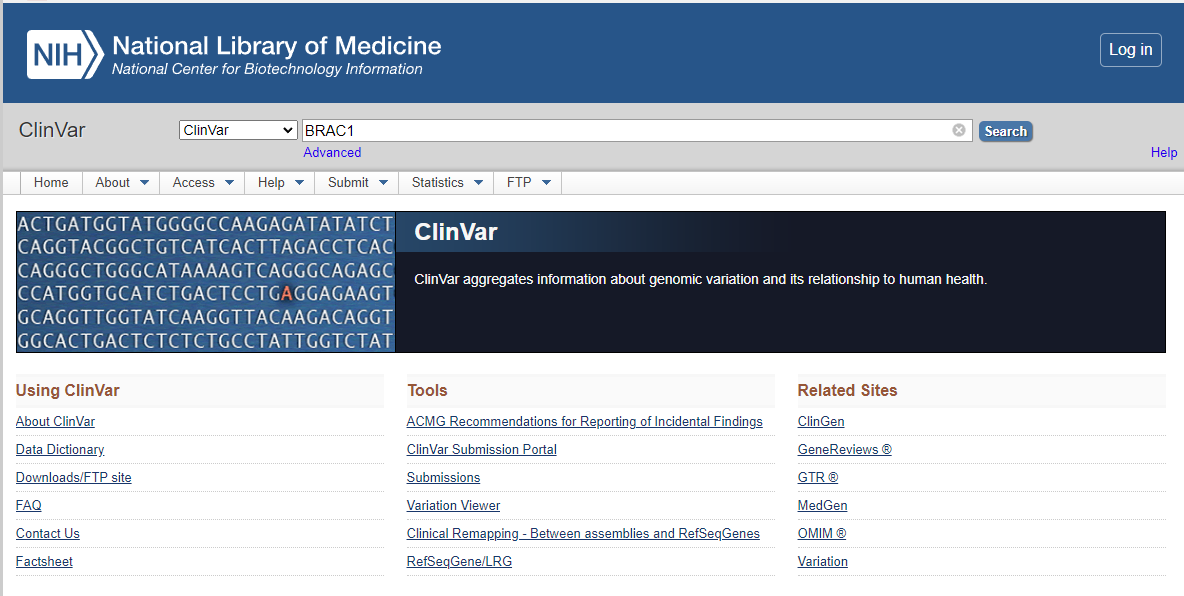 NIH National Library of Medicine
National Center for Biotechnology Information
Log in
ClinVar
ClinVar
BRAC1
Search
Advanced
Help
Home
About
Access
Help
Submit
Statistics
FTP
ACTGATGGTATGGGGCCAAGAGATATATCT
CAGGTACGGCTGTCATCACTTAGACCTCAC
CAGGGCTGGGCATAAAAGTCAGGGCAGAGC
CCATGGTGCATCTGACTCCTGAGGAGAAGT
GCAGGTTGGTATCAAGGTTACAAGACAGGT
GGCACTGACTCTCTCTGCCTATTGGTCTAT
ClinVar
ClinVar aggregates information about genomic variation and its relationship to human health.
Using ClinVar
About ClinVar
Data Dictionary
Downloads/FTP site
FAQ
Contact Us
Factsheet
Tools
ACMG Recommendations for Reporting of Incidental Findings
ClinVar Submission Portal
Submissions
Variation Viewer
Clinical Remapping - Between assemblies and RefSeqGenes
RefSeqGene/LRG
Related Sites
ClinGen
GeneReviews ®
GTR ®
MedGen
OMIM ®
Variation